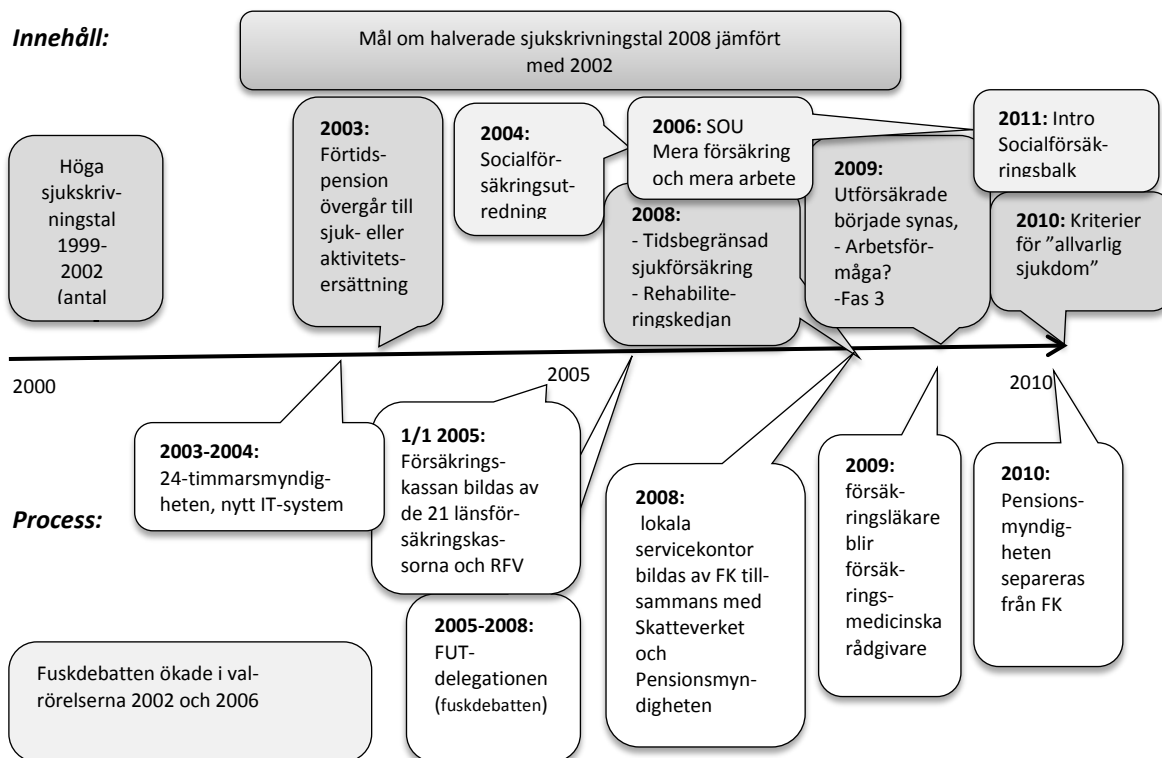 Innehåll:
Mål om halverade sjukskrivningstal 2008 jämfört
med 2002
Höga
sjukskriv-
ningstal
1999-
2002
(antal
2003:
Förtids-
pension
övergår till
sjuk- eller
aktivitets-
ersättning
2004:
Socialför-
säkringsut-
redning
2006: SOU
Mera försäkring
och mera arbete
2008:
- Tidsbegränsad
sjukförsäkring
- Rehabilite-
ringskedjan
2009:
Utförsäkrade
började synas,
- Arbetsför-
måga?
-Fas 3
2011: Intro
Socialförsäk-
ringsbalk
2010: Kriterier
för ”allvarlig
sjukdom”
2000
2005
2010
Process:
2003-2004:
24-timmarsmyndig-
heten, nytt IT-system
1/1 2005:
Försäkrings-
kassan bildas av
de 21 länsför-
säkringskas-
sorna och RFV
2005-2008:
FUT-
delegationen
(fuskdebatten)
2008:
lokala
servicekontor
bildas av FK till-
sammans med
Skatteverket
och
Pensionsmyn-
digheten
2009:
försäk-
ringsläkare
blir
försäk-
rings-
medicinska
rådgivare
2010:
Pensions-
myndig-
heten
separeras
från FK
Fuskdebatten ökade i val-
rörelserna 2002 och 2006